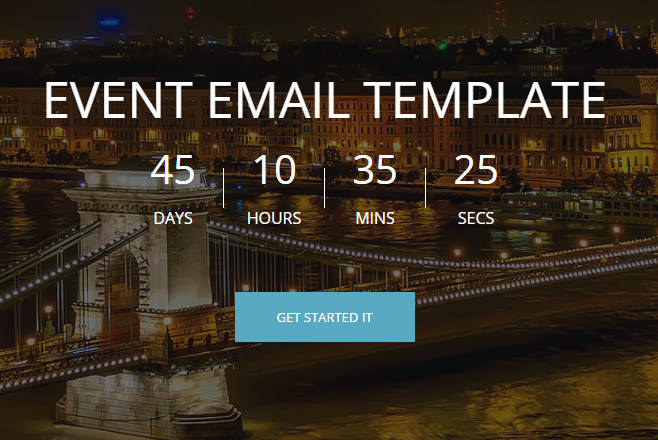 EVENT EMAIL TEMPLATE
45 10 35 25
DAYS HOURS MINS SECS
GET STARTED IT